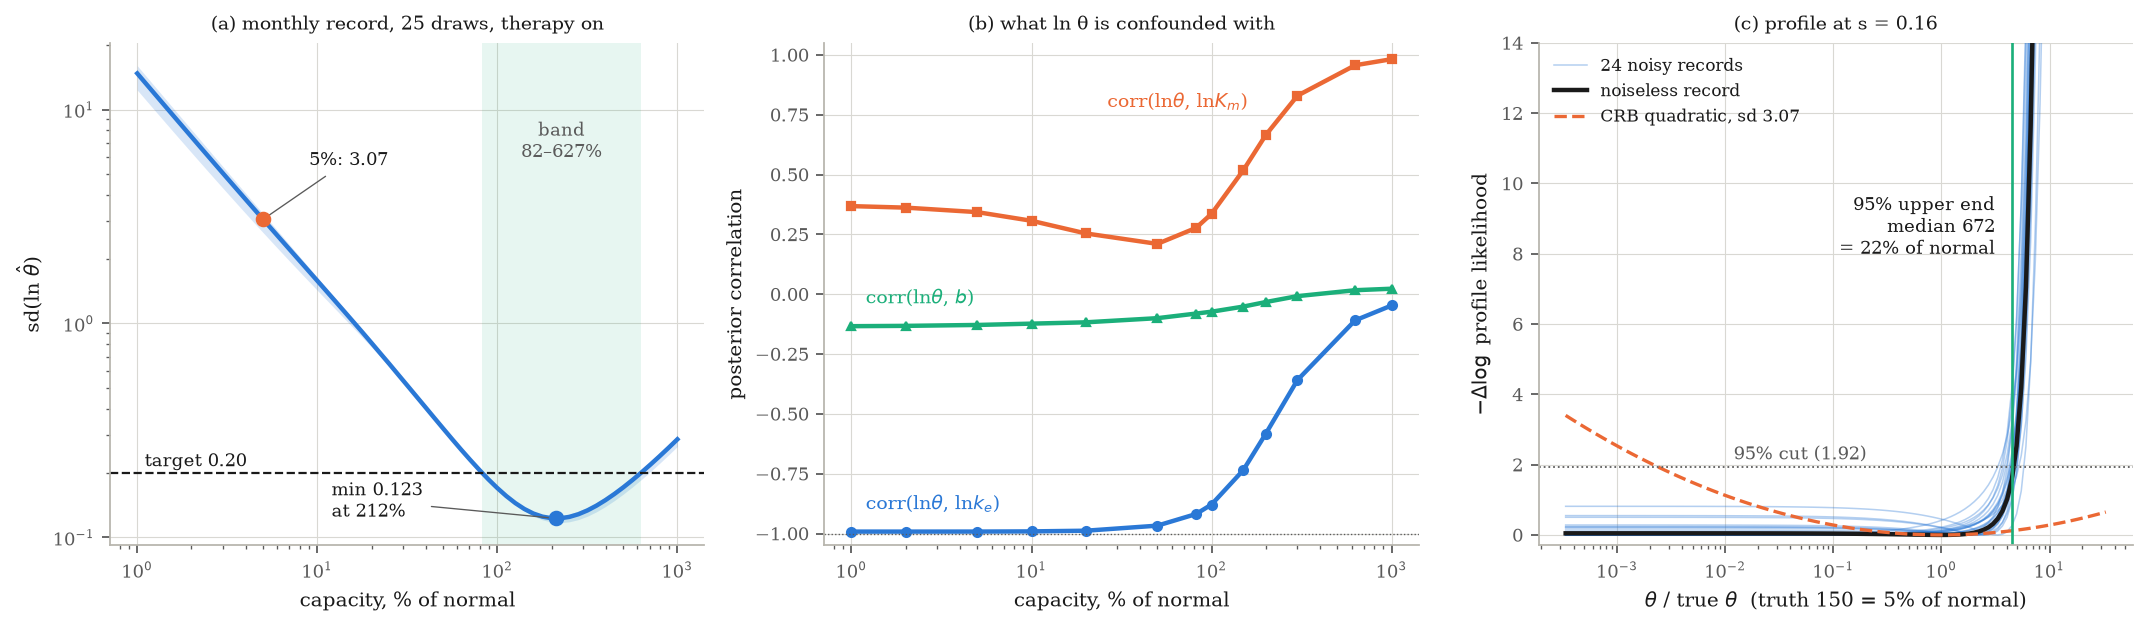 (a) monthly record, 25 draws, therapy on
sd(ln θ̂)
10¹
10⁰
10⁻¹
5%: 3.07
band
82–627%
target 0.20
min 0.123
at 212%
10⁰ 10¹ 10² 10³
capacity, % of normal
(b) what ln θ is confounded with
posterior correlation
1.00
0.75
0.50
0.25
0.00
−0.25
−0.50
−0.75
−1.00
corr(lnθ, lnKₘ)
corr(lnθ, b)
corr(lnθ, lnkₑ)
10⁰ 10¹ 10² 10³
capacity, % of normal
(c) profile at s = 0.16
−Δlog profile likelihood
14
12
10
8
6
4
2
0
24 noisy records
noiseless record
CRB quadratic, sd 3.07
95% upper end
median 672
= 22% of normal
95% cut (1.92)
10⁻³ 10⁻² 10⁻¹ 10⁰ 10¹
θ / true θ (truth 150 = 5% of normal)